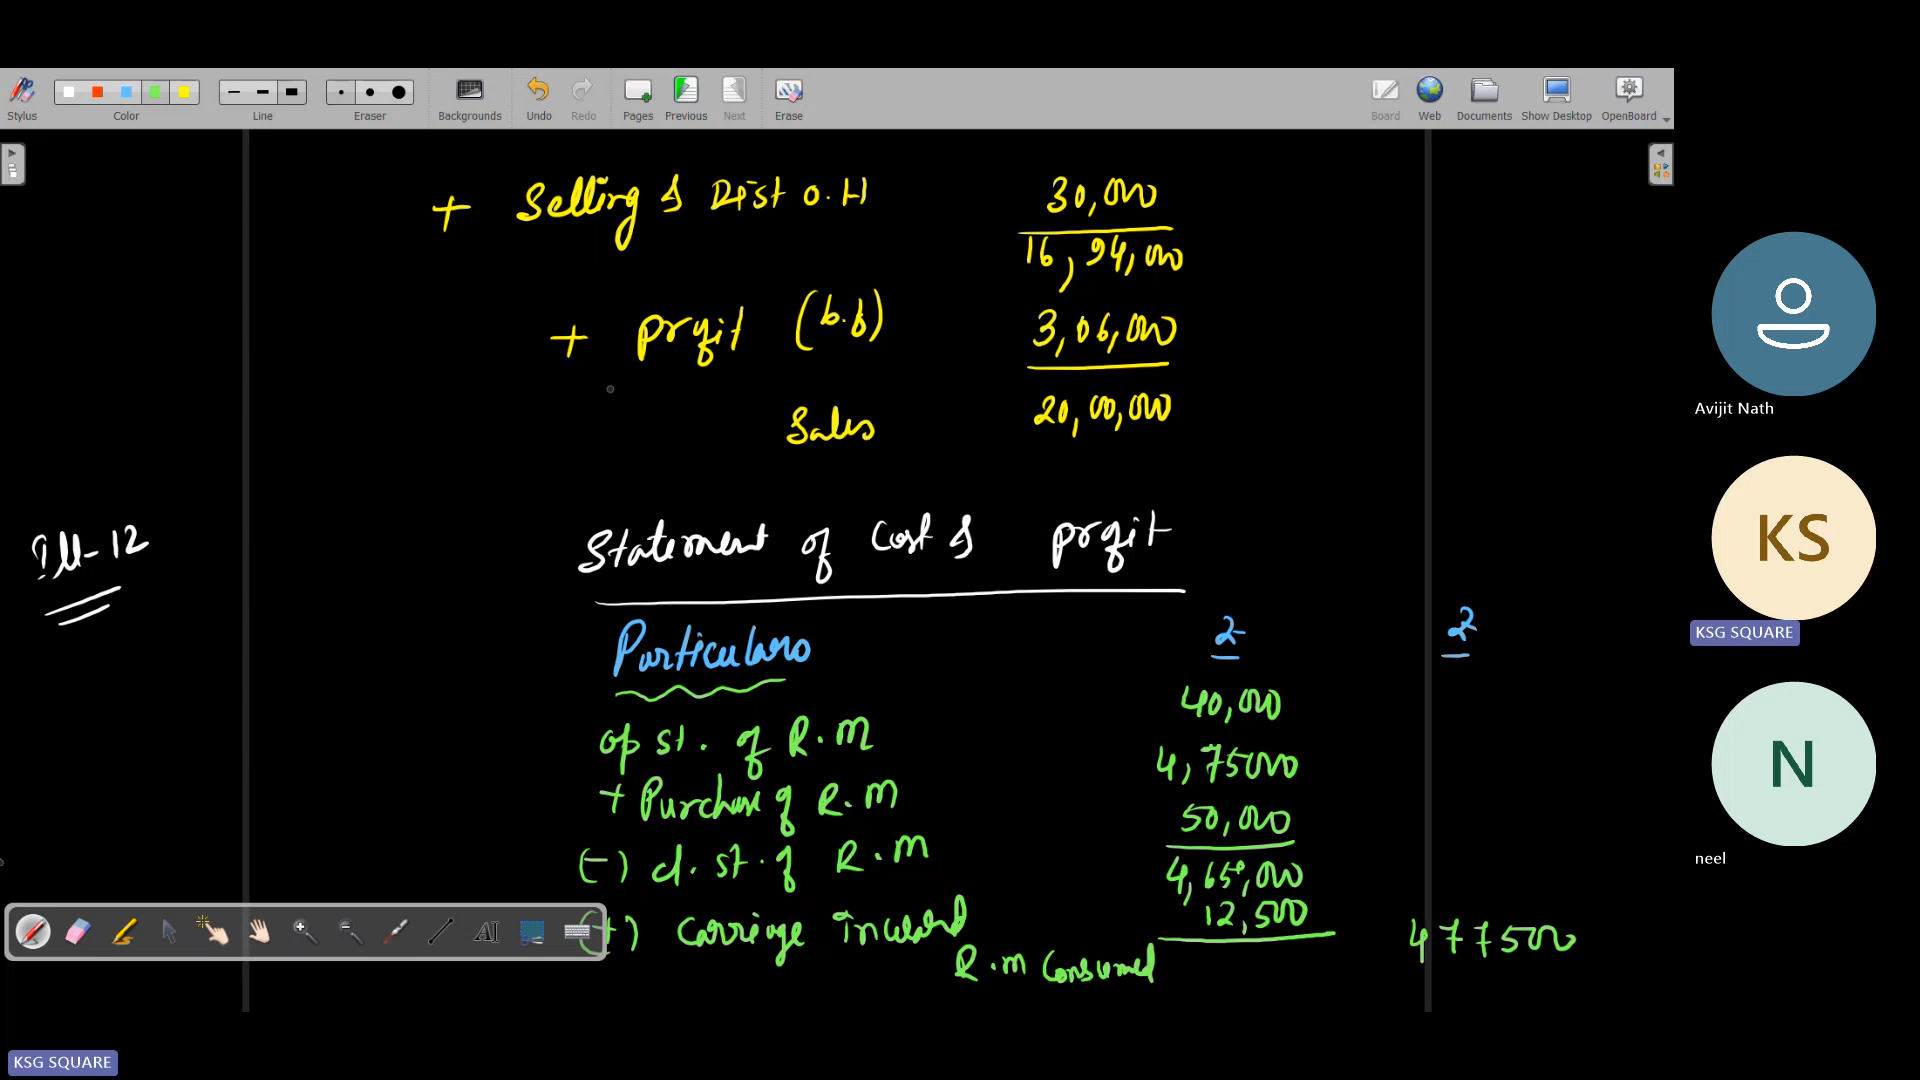 Stylus Color Line Eraser Backgrounds Undo Redo Pages Previous Next Erase Board Web Documents Show Desktop OpenBoard
+ Selling & Dist O.H 30,000
16,94,000
+ Profit (b.f) 3,06,000
Sales 20,00,000
Ill-12
Statement of Cost & Profit
Particulars
op st. of R.M 40,000
+ Purchase of R.M 4,75000
(-) cl. st. of R.M 50,000
4,65,000
+) Carriage Inward 12,500
R.m Consumed 477500
Avijit Nath
KS
KSG SQUARE
N
neel
KSG SQUARE